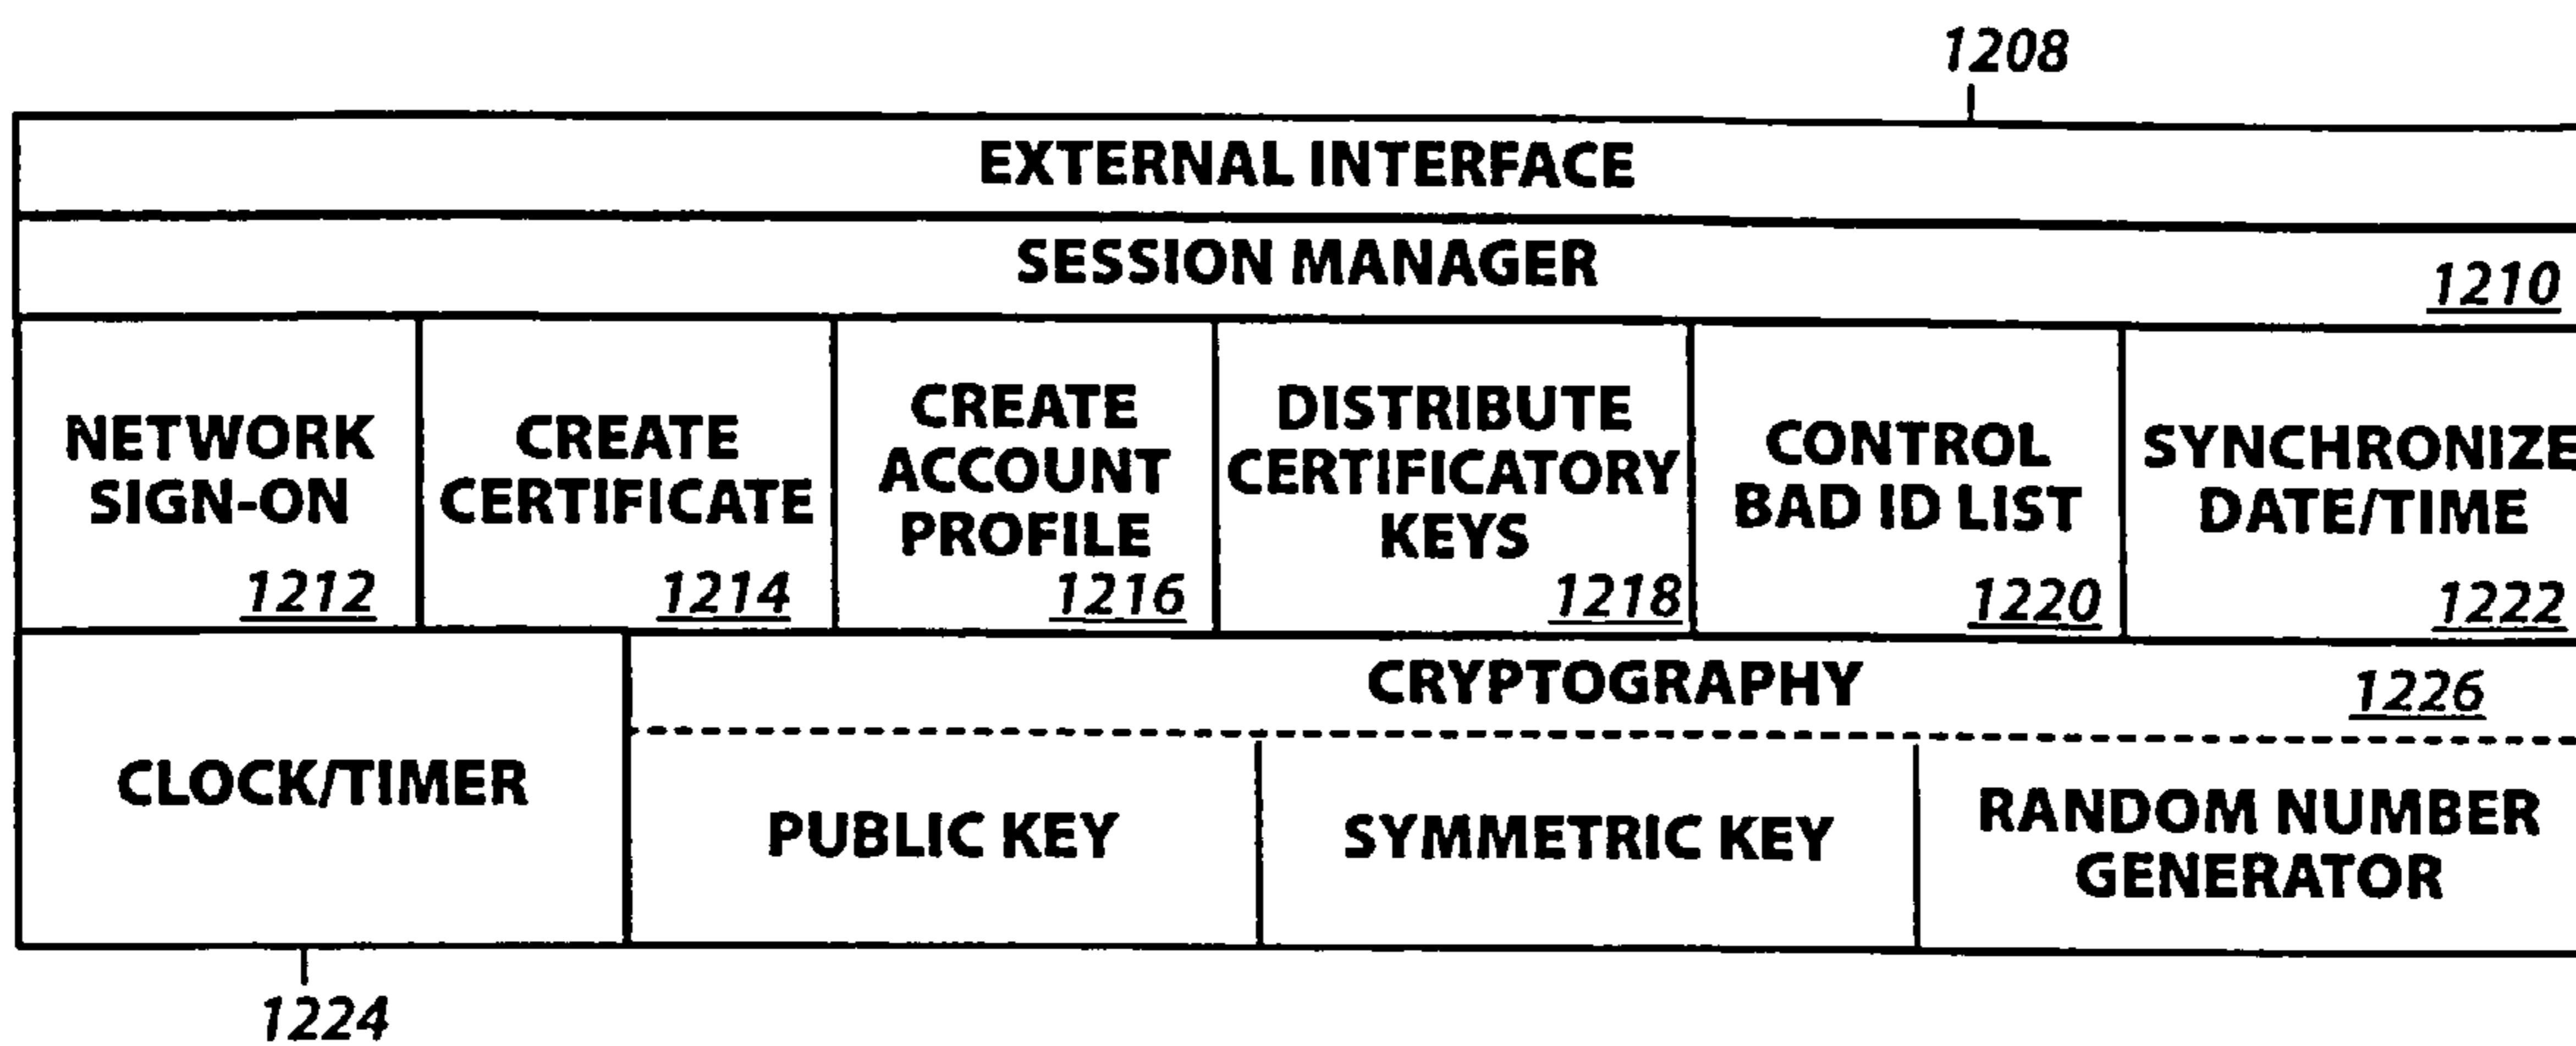 1208
EXTERNAL INTERFACE
SESSION MANAGER
1210
NETWORK
SIGN-ON
1212
CREATE
CERTIFICATE
1214
CREATE
ACCOUNT
PROFILE
1216
DISTRIBUTE
CERTIFICATORY
KEYS
1218
CONTROL
BAD ID LIST
1220
SYNCHRONIZE
DATE/TIME
1222
CLOCK/TIMER
1224
CRYPTOGRAPHY
1226
PUBLIC KEY
SYMMETRIC KEY
RANDOM NUMBER
GENERATOR